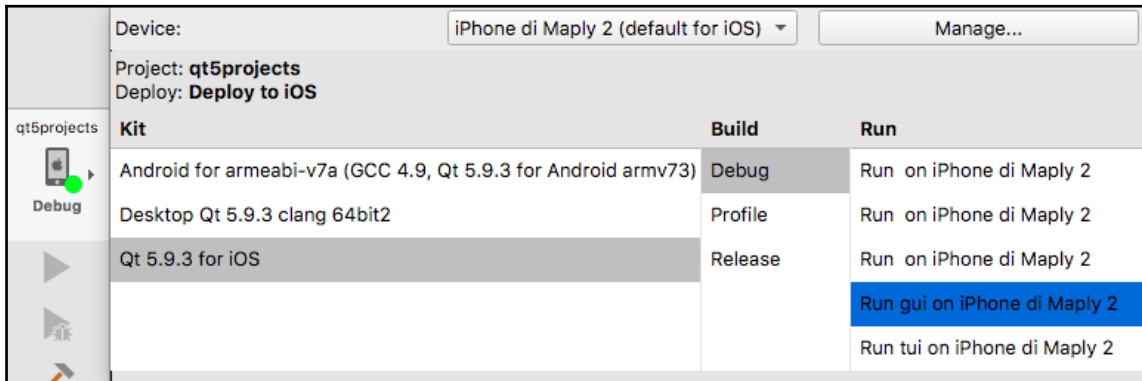 Device: iPhone di Maply 2 (default for iOS) Manage...
Project: qt5projects
Deploy: Deploy to iOS
qt5projects Kit Build Run
Android for armeabi-v7a (GCC 4.9, Qt 5.9.3 for Android armv73) Debug Run on iPhone di Maply 2
Debug Desktop Qt 5.9.3 clang 64bit2 Profile Run on iPhone di Maply 2
Qt 5.9.3 for iOS Release Run on iPhone di Maply 2
Run gui on iPhone di Maply 2
Run tui on iPhone di Maply 2